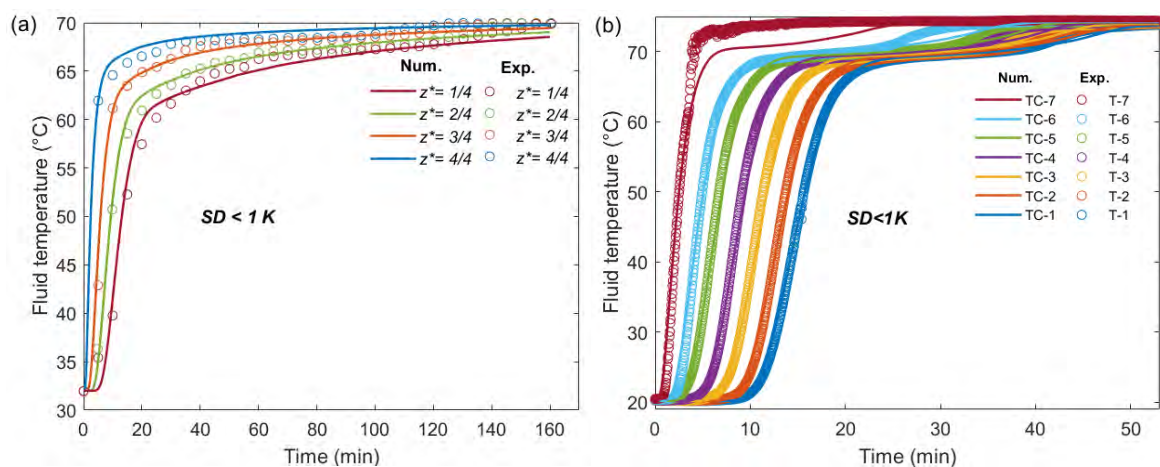 (a)
70
65
60
55
50
45
40
35
30
Fluid temperature (°C)
0 20 40 60 80 100 120 140 160
Time (min)
Num. Exp.
z*= 1/4 z*= 1/4
z*= 2/4 z*= 2/4
z*= 3/4 z*= 3/4
z*= 4/4 z*= 4/4
SD < 1 K
(b)
70
60
50
40
30
20
Fluid temperature (°C)
0 10 20 30 40 50
Time (min)
Num. Exp.
TC-7 T-7
TC-6 T-6
TC-5 T-5
TC-4 T-4
TC-3 T-3
TC-2 T-2
TC-1 T-1
SD<1K